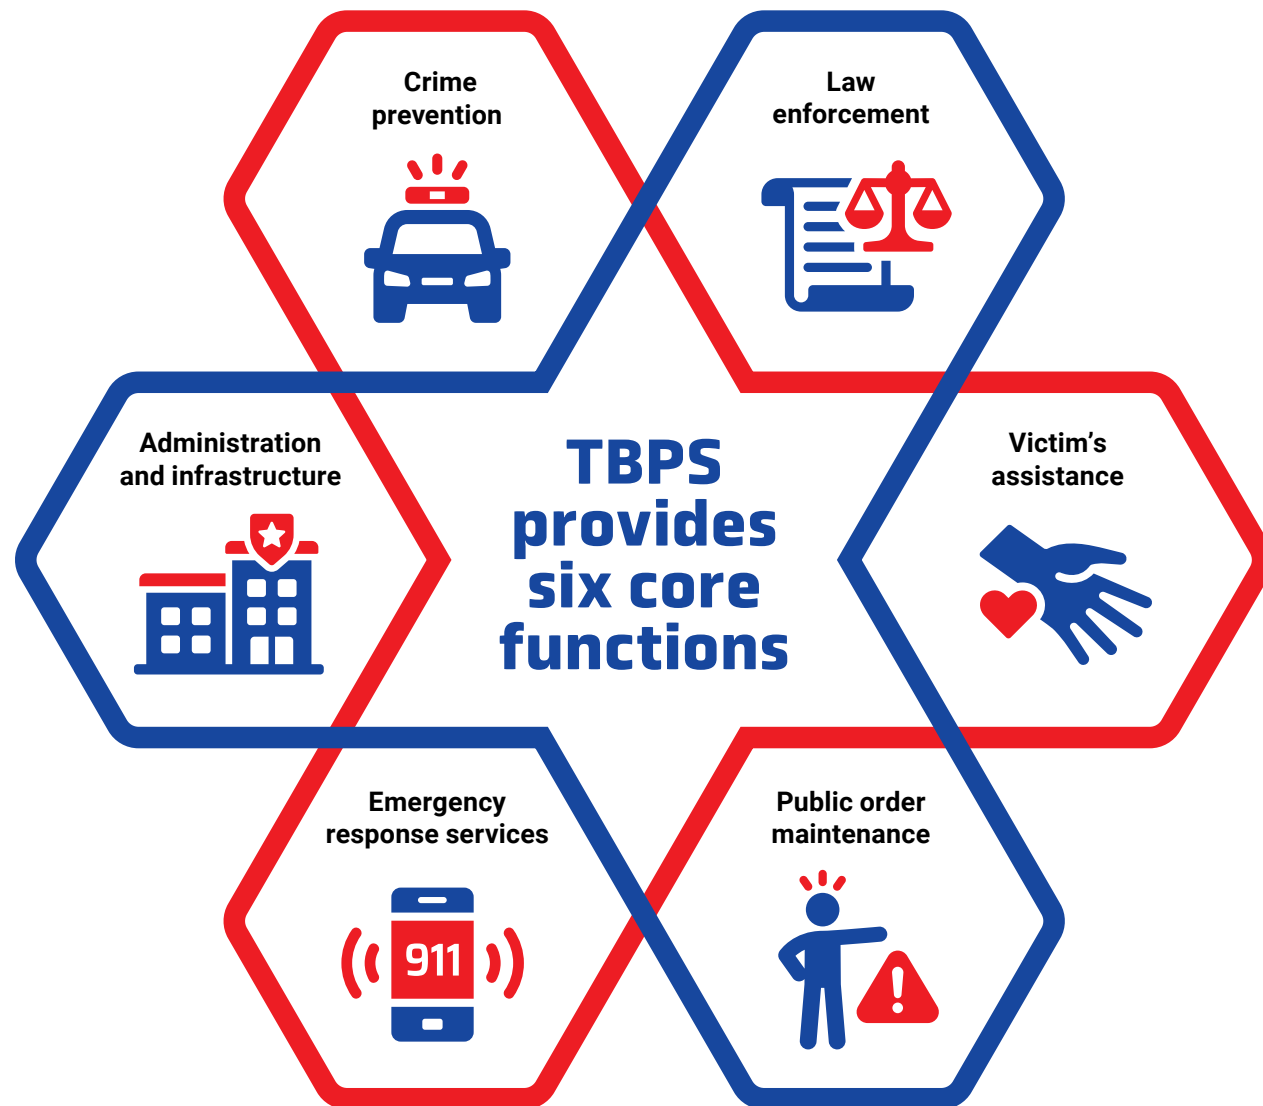 Crime
prevention
Law
enforcement
Administration
and infrastructure
TBPS
provides
six core
functions
Victim’s
assistance
Emergency
response services
911
Public order
maintenance
!